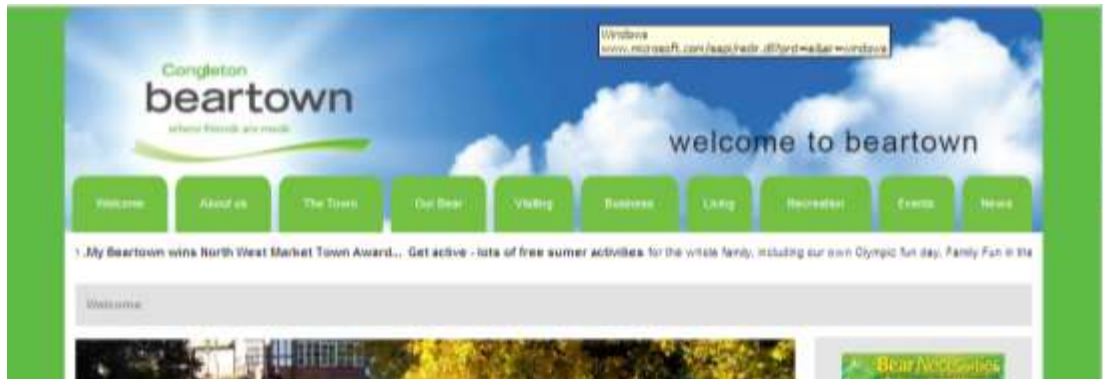 Windows
Congleton
www.microsoft.com/isapi/redir.dll?prd=ie&ar=windows
beartown
where friends are made
welcome to beartown
Welcome About us The Town Our Bear Visiting Business Living Recreation Events News
My Beartown wins North West Market Town Award... Get active - lots of free sumer activities for the whole family, including our own Olympic fun day, Family Fun in the
Welcome
Bear Necessities